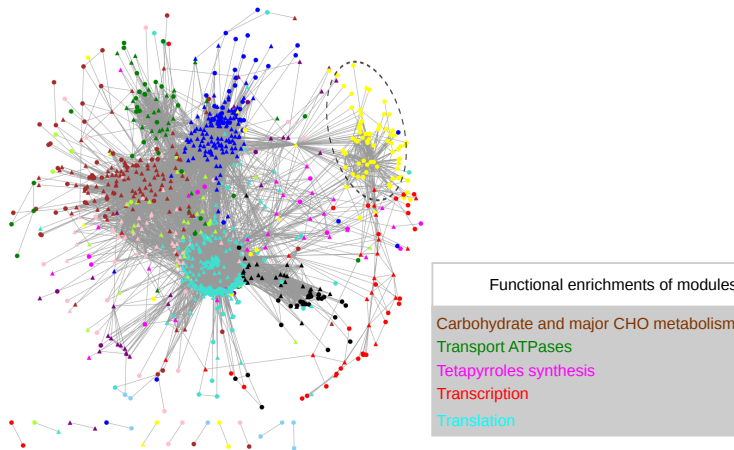 Functional enrichments of modules
Carbohydrate and major CHO metabolism
Transport ATPases
Tetapyrroles synthesis
Transcription
Translation